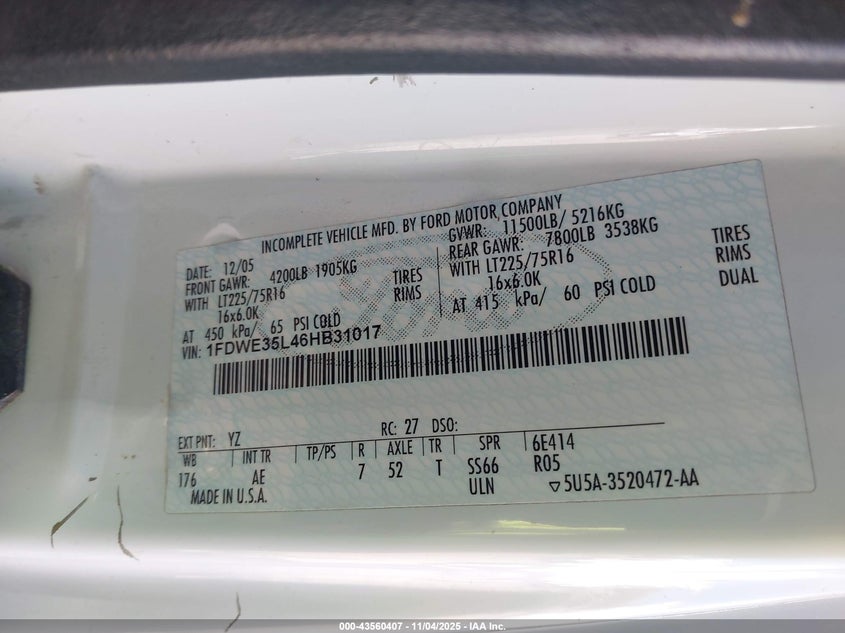 INCOMPLETE VEHICLE MFD. BY FORD MOTOR COMPANY
DATE: 12/05
GVWR: 11500LB/ 5216KG
FRONT GAWR: 4200LB 1905KG
REAR GAWR: 7800LB 3538KG
WITH LT225/75R16 TIRES
WITH LT225/75R16 TIRES
16x6.0K RIMS
16x6.0K RIMS
AT 450 kPa/ 65 PSI COLD
AT 415 kPa/ 60 PSI COLD DUAL
VIN: 1FDWE35L46HB31017
Ford
EXT PNT: YZ RC: 27 DSO:
WB INT TR TP/PS R AXLE TR SPR 6E414
176 AE 7 52 T SS66 R05
ULN
MADE IN U.S.A. ▽5U5A-3520472-AA
000-43560407 - 11/04/2025 - IAA Inc.